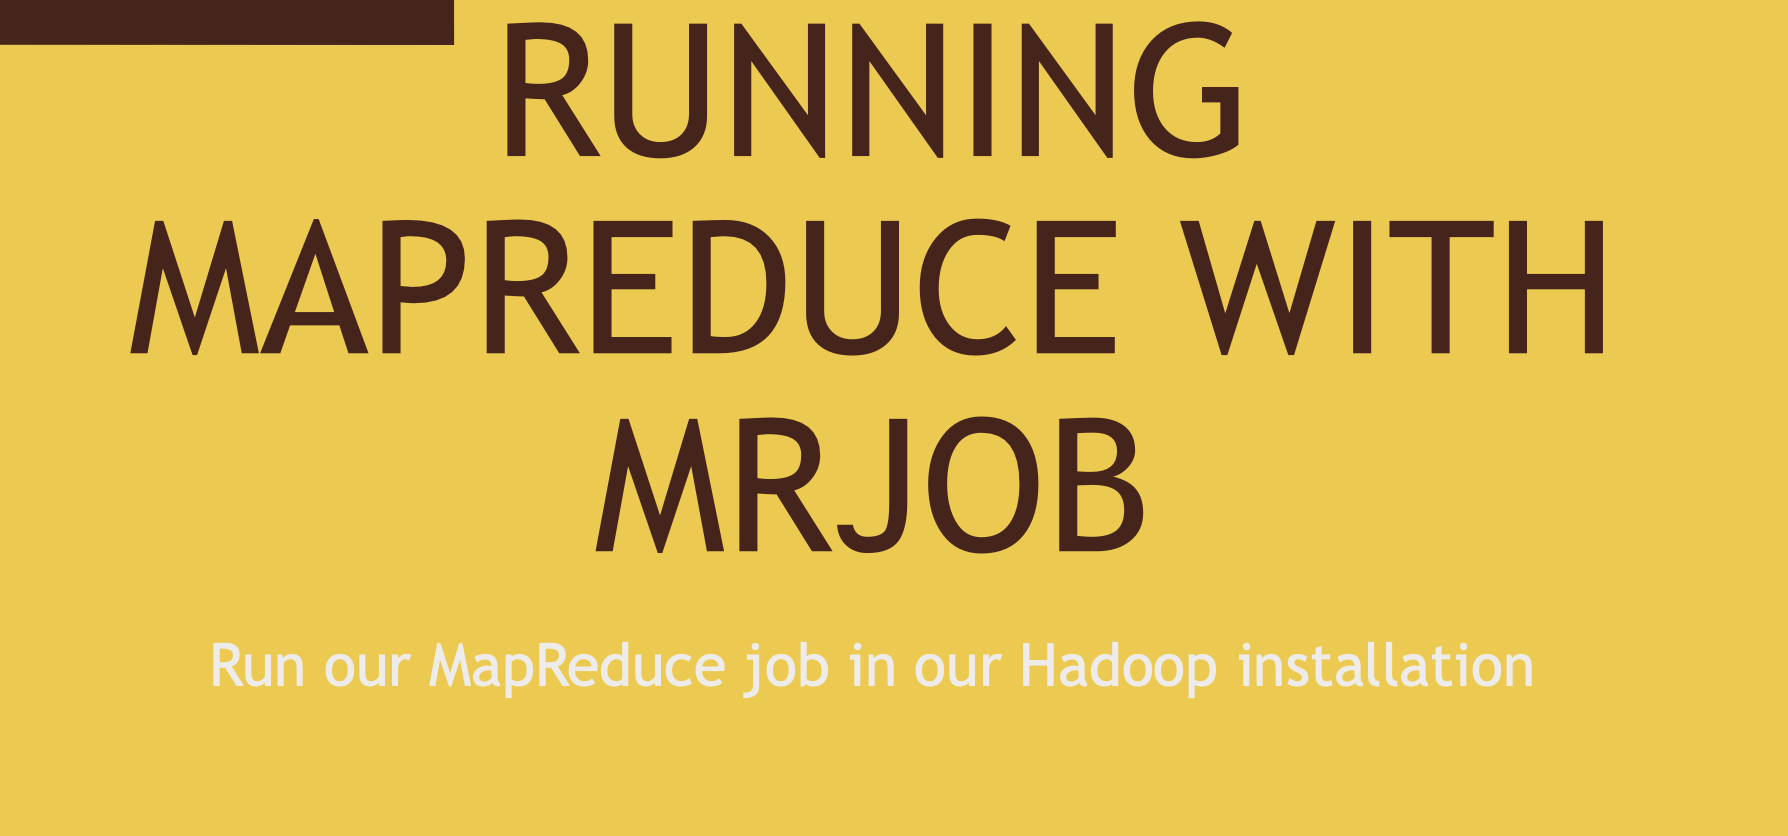 RUNNING
MAPREDUCE WITH
MRJOB
Run our MapReduce job in our Hadoop installation